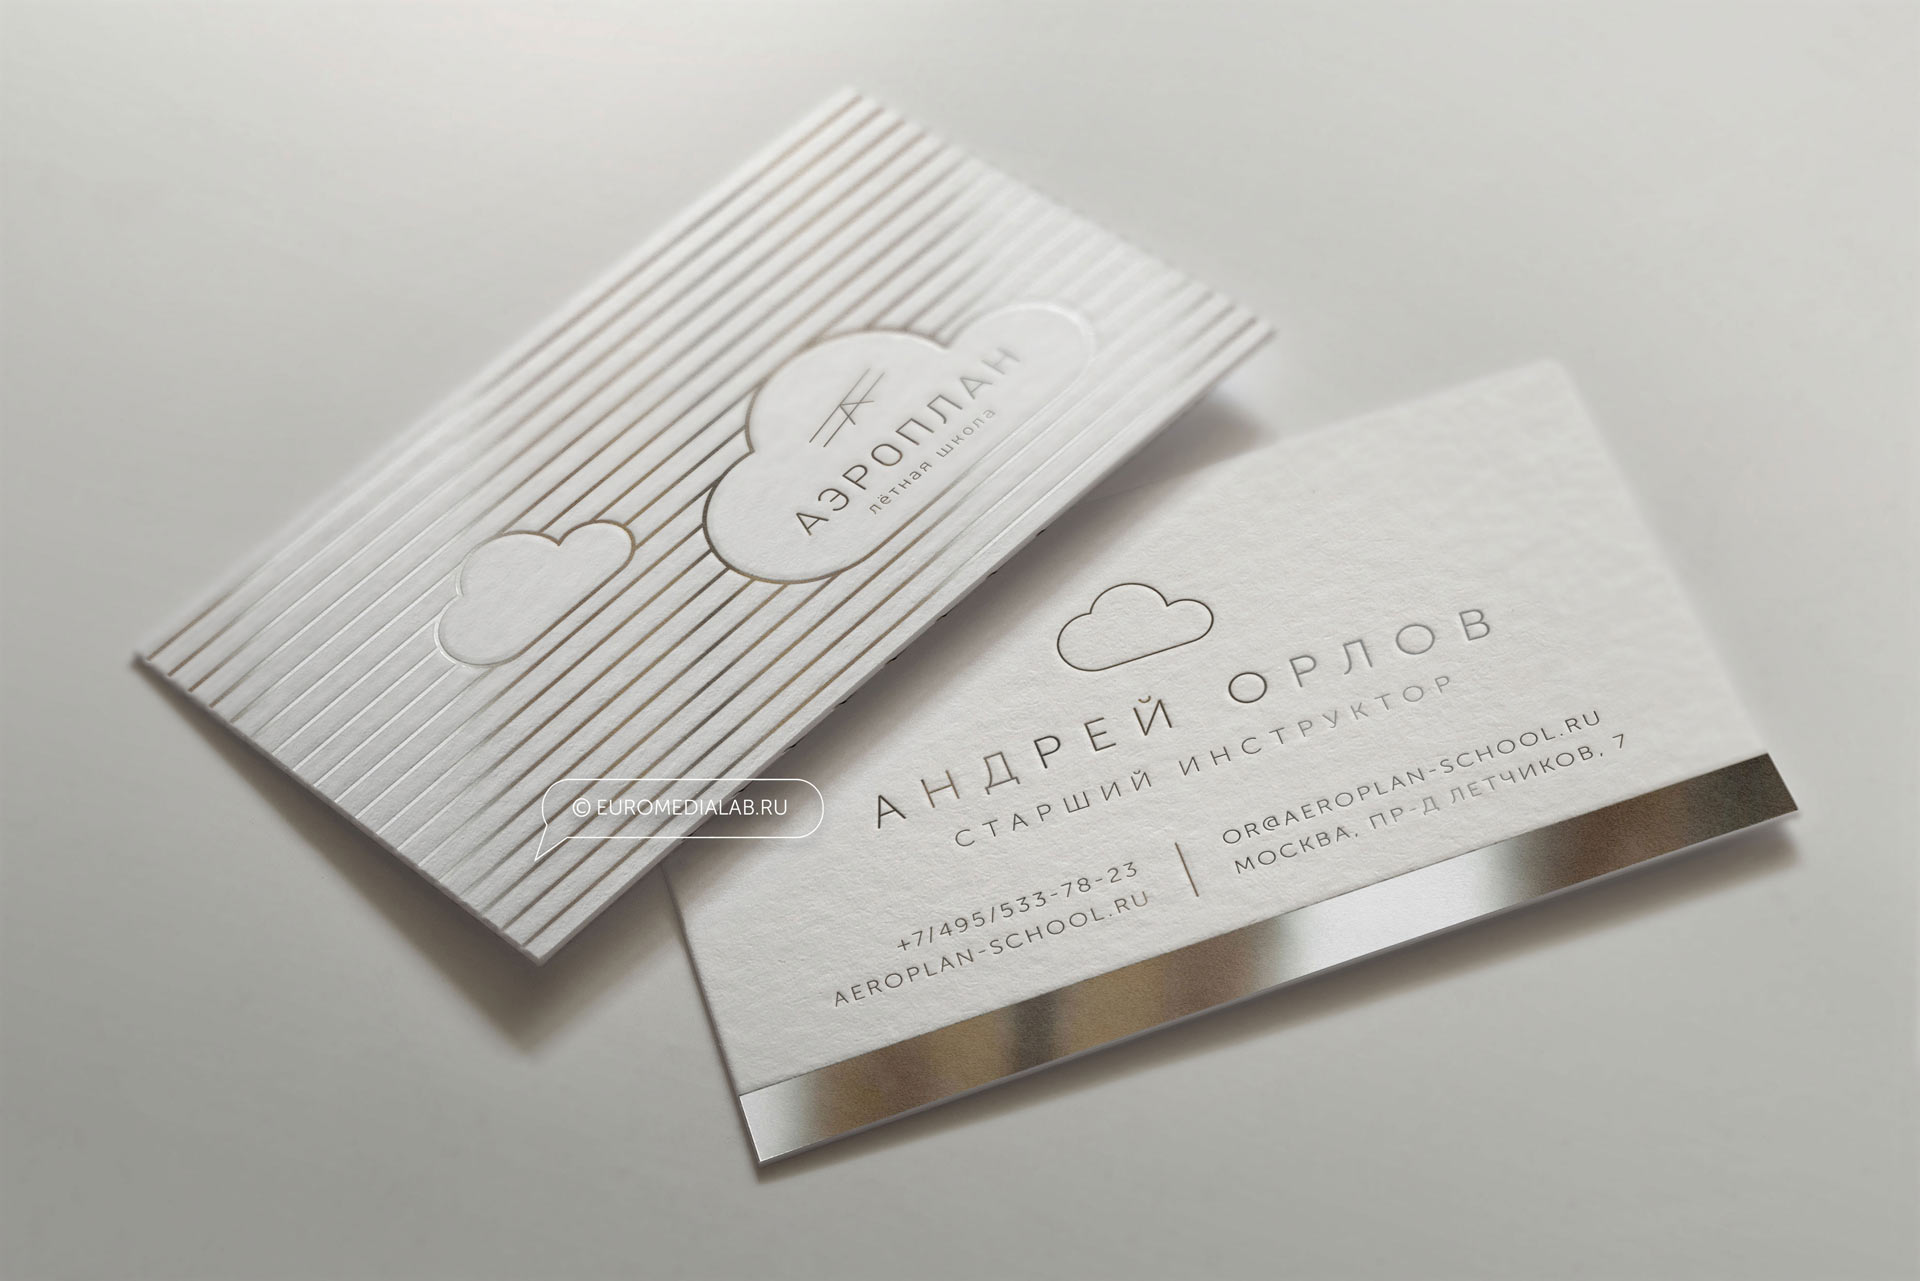 АЭРОПЛАН
лётная школа
© EUROMEDIALAB.RU
АНДРЕЙ ОРЛОВ
СТАРШИЙ ИНСТРУКТОР
+7/495/533-78-23
AEROPLAN-SCHOOL.RU
OR@AEROPLAN-SCHOOL.RU
МОСКВА, ПР-Д ЛЕТЧИКОВ, 7